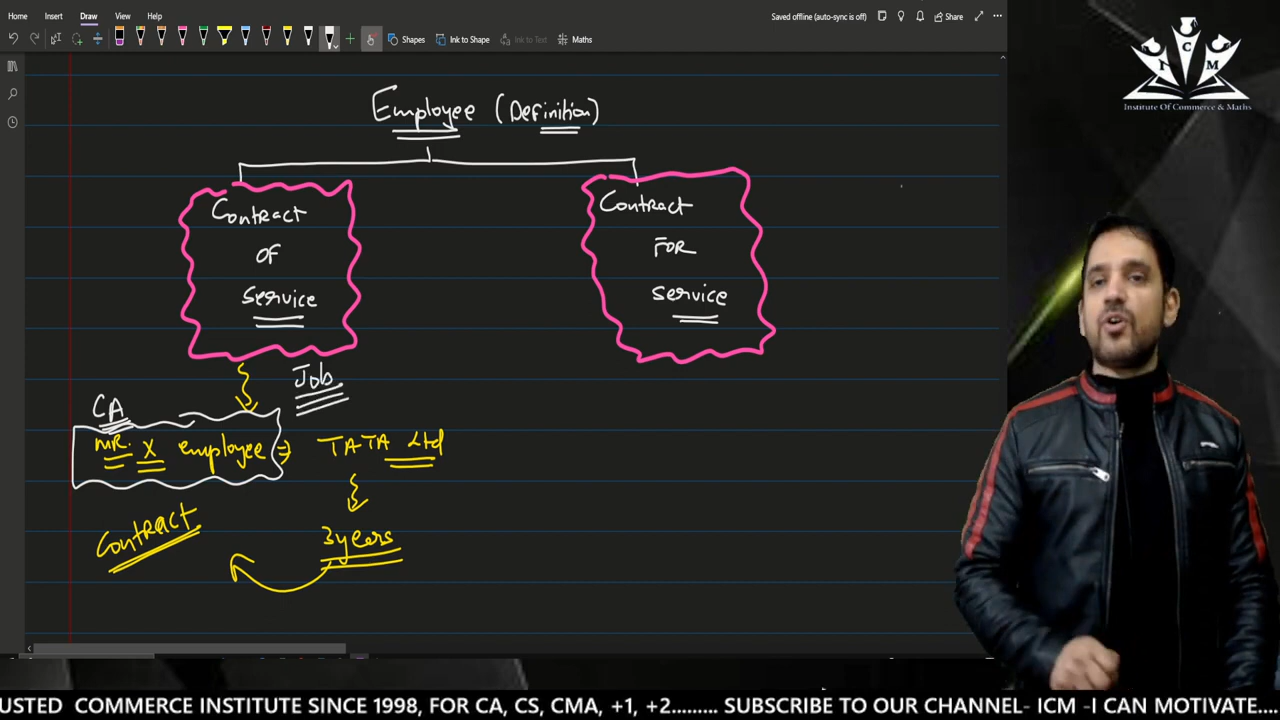 Home Insert Draw View Help
Saved offline (auto-sync is off) Share
Shapes Ink to Shape Ink to Text Maths
I C M
Institute Of Commerce & Maths
Employee (Definition)
Contract
OF
service
Contract
FOR
service
Job
CA
MR. X employee ⇒ TATA Ltd
3 years
Contract
USTED COMMERCE INSTITUTE SINCE 1998, FOR CA, CS, CMA, +1, +2......... SUBSCRIBE TO OUR CHANNEL- ICM -I CAN MOTIVATE....